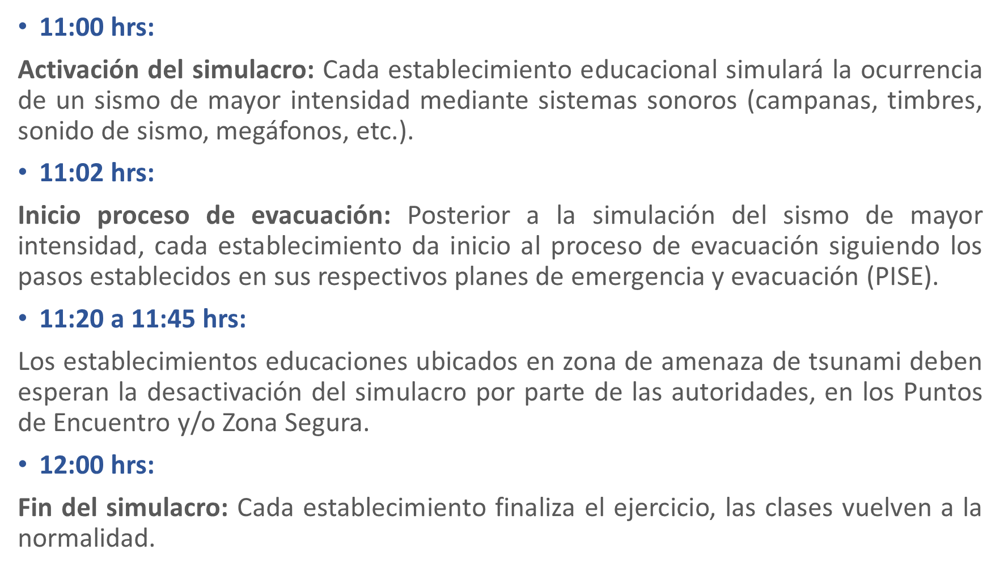 • 11:00 hrs:
Activación del simulacro: Cada establecimiento educacional simulará la ocurrencia
de un sismo de mayor intensidad mediante sistemas sonoros (campanas, timbres,
sonido de sismo, megáfonos, etc.).
• 11:02 hrs:
Inicio proceso de evacuación: Posterior a la simulación del sismo de mayor
intensidad, cada establecimiento da inicio al proceso de evacuación siguiendo los
pasos establecidos en sus respectivos planes de emergencia y evacuación (PISE).
• 11:20 a 11:45 hrs:
Los establecimientos educaciones ubicados en zona de amenaza de tsunami deben
esperan la desactivación del simulacro por parte de las autoridades, en los Puntos
de Encuentro y/o Zona Segura.
• 12:00 hrs:
Fin del simulacro: Cada establecimiento finaliza el ejercicio, las clases vuelven a la
normalidad.